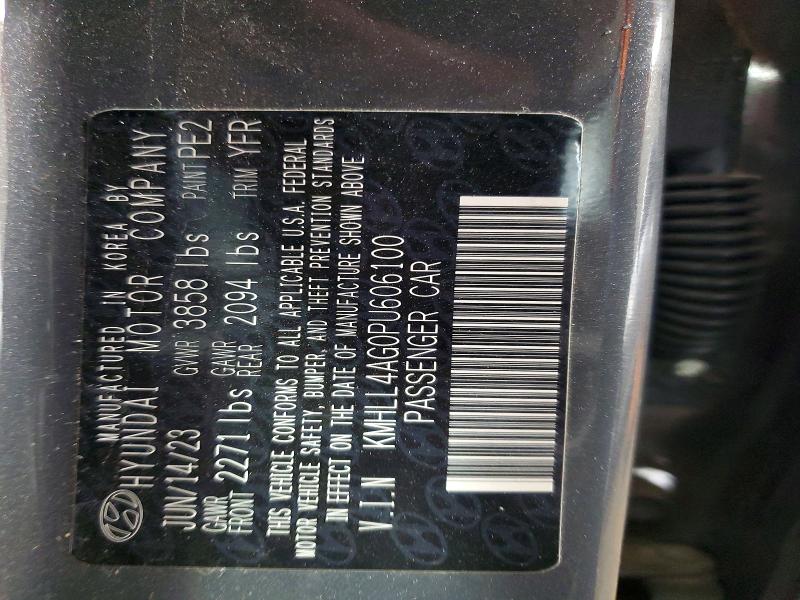 MANUFACTURED IN KOREA BY
HYUNDAI MOTOR COMPANY
JUN/14/23 GVWR 3858 lbs PAINT PE2
GAWR FRONT 2271 lbs GAWR REAR 2094 lbs TRIM YFR
THIS VEHICLE CONFORMS TO ALL APPLICABLE U.S.A. FEDERAL
MOTOR VEHICLE SAFETY, BUMPER, AND THEFT PREVENTION STANDARDS
IN EFFECT ON THE DATE OF MANUFACTURE SHOWN ABOVE
V.I.N KMHLL4AG0PU606100
PASSENGER CAR